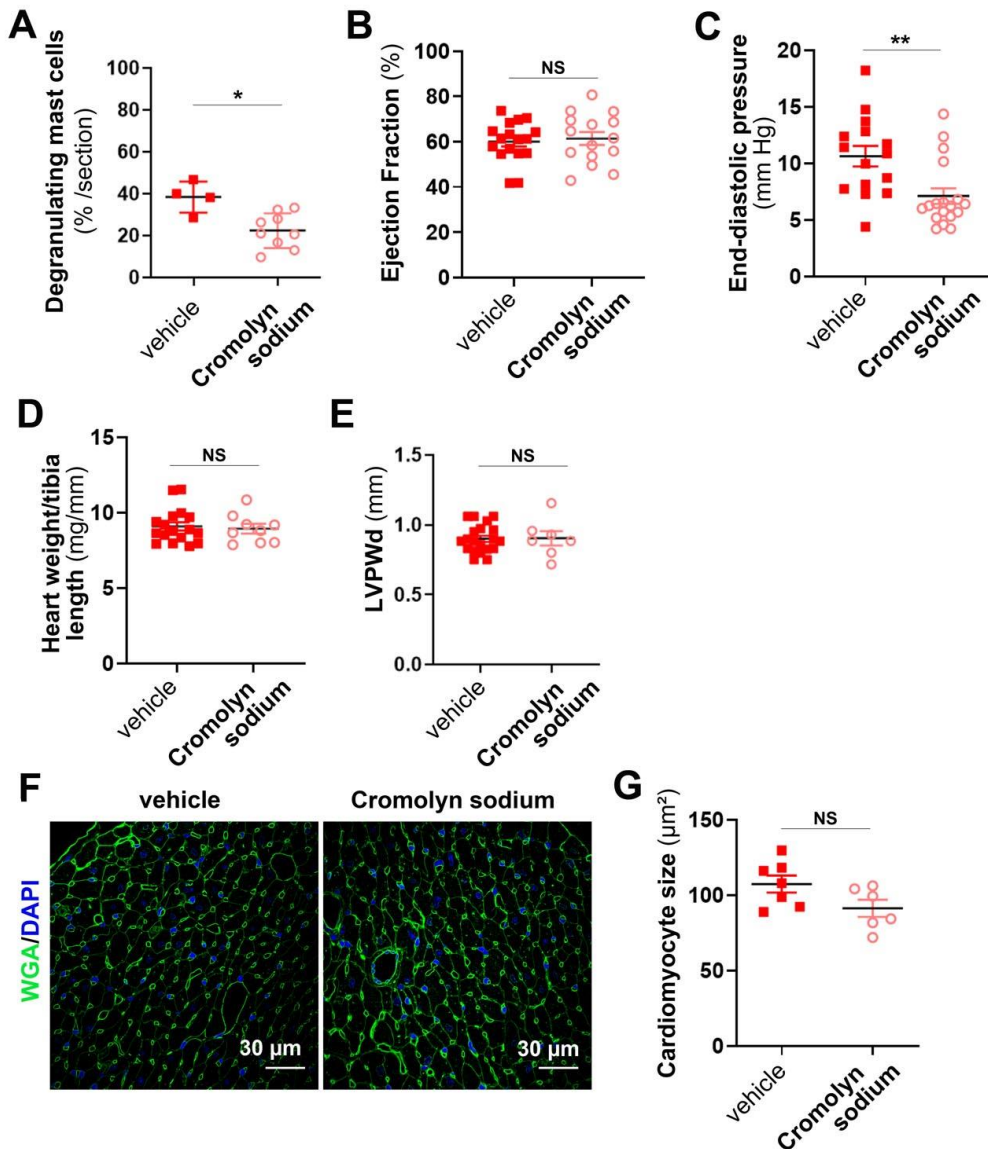 A
Degranulating mast cells
(% /section)
100
80
60
40
20
0
*
vehicle
Cromolyn
sodium
B
Ejection Fraction (%)
100
80
60
40
20
0
NS
vehicle
Cromolyn
sodium
C
End-diastolic pressure
(mm Hg)
20
15
10
5
0
**
vehicle
Cromolyn
sodium
D
Heart weight/tibia
length (mg/mm)
15
10
5
0
NS
vehicle
Cromolyn
sodium
E
LVPWd (mm)
1.5
1.0
0.5
0.0
NS
vehicle
Cromolyn
sodium
F
vehicle
Cromolyn sodium
WGA/DAPI
30 µm
30 µm
G
Cardiomyocyte size (µm²)
150
100
50
0
NS
vehicle
Cromolyn
sodium